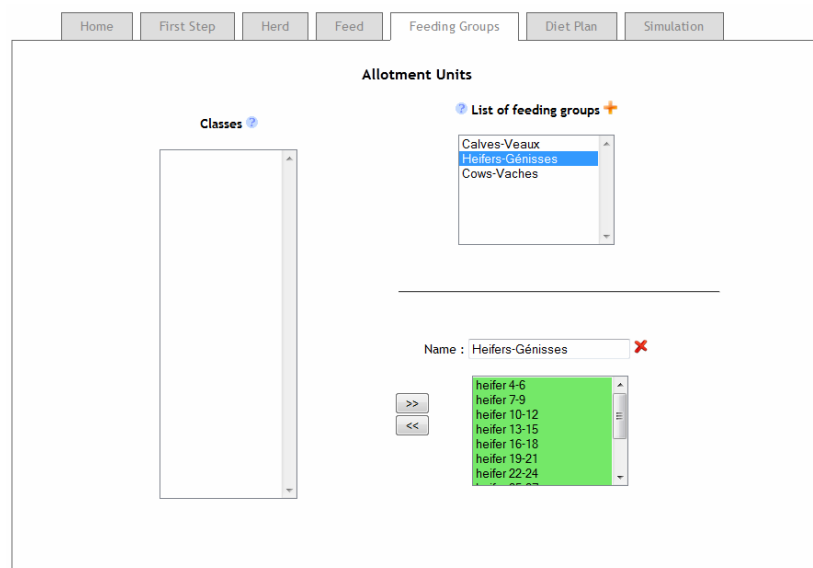 Home First Step Herd Feed Feeding Groups Diet Plan Simulation
Allotment Units
Classes ?
? List of feeding groups
Calves-Veaux
Heifers-Génisses
Cows-Vaches
Name : Heifers-Génisses
>>
<<
heifer 4-6
heifer 7-9
heifer 10-12
heifer 13-15
heifer 16-18
heifer 19-21
heifer 22-24